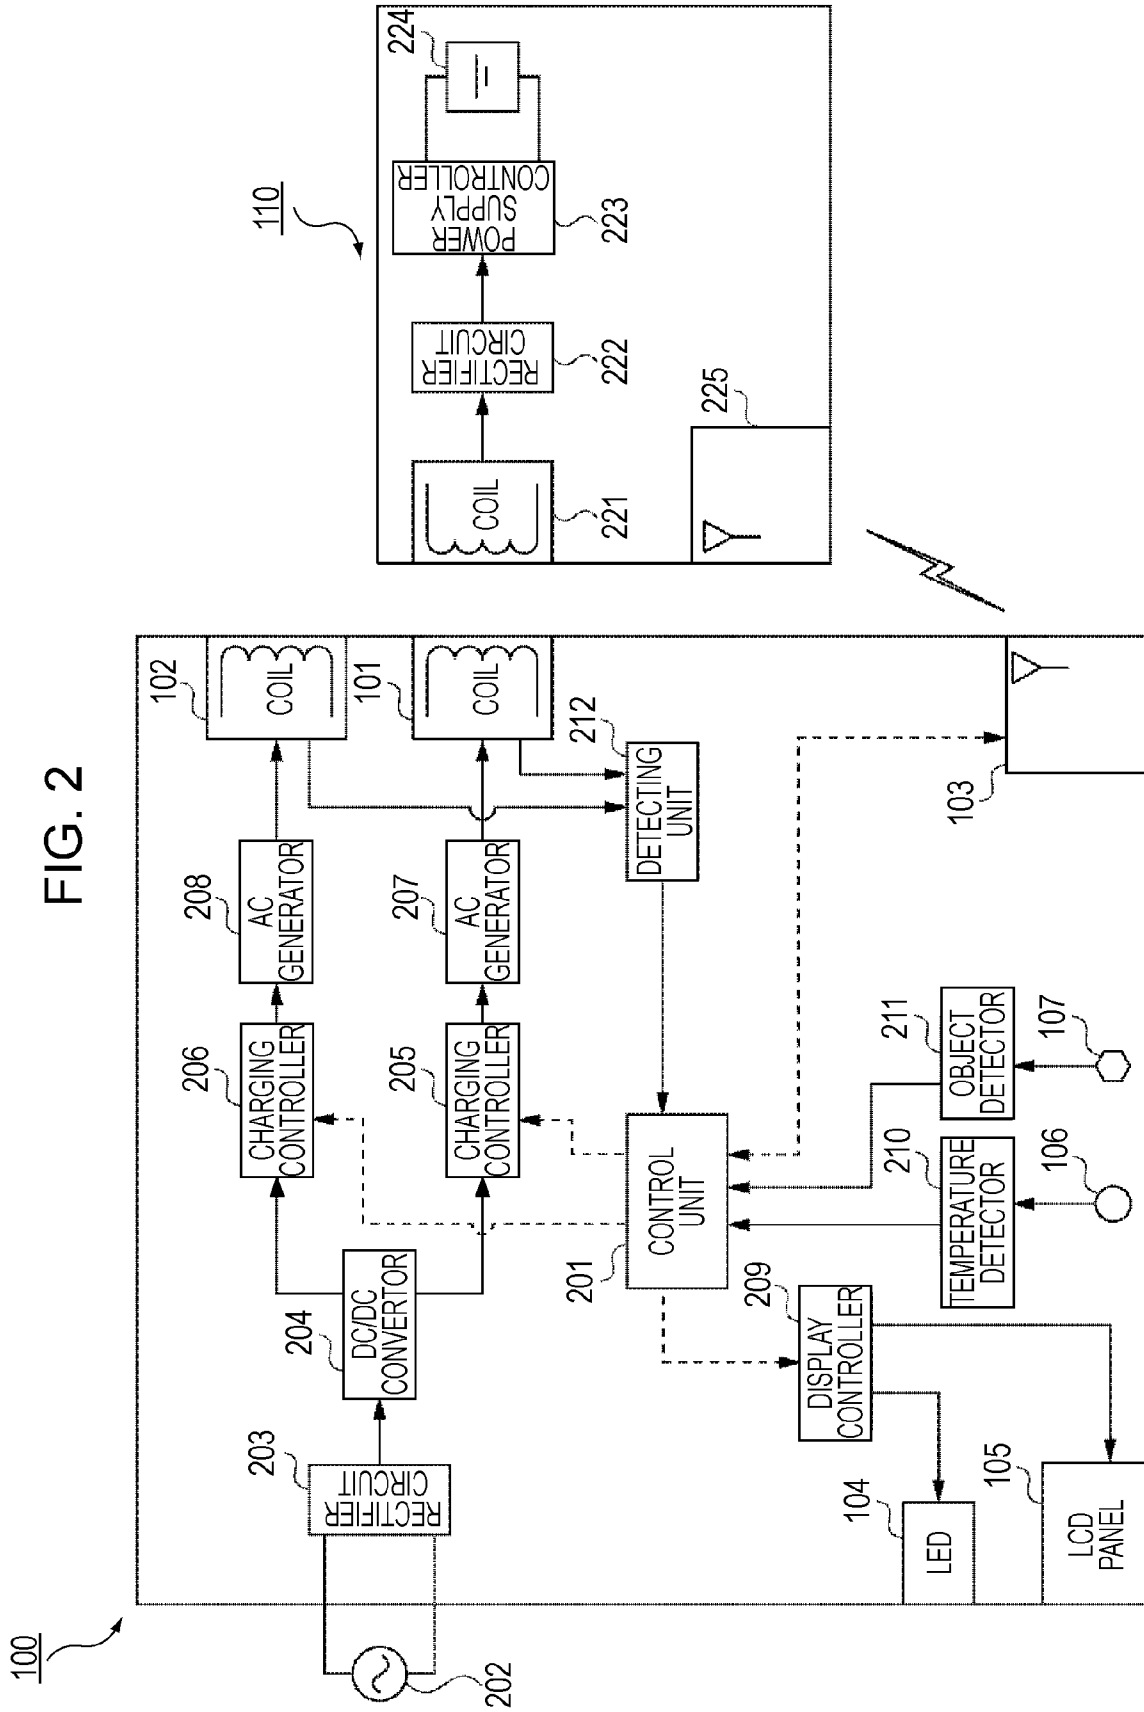 FIG. 2
100
202
203
RECTIFIER
CIRCUIT
204
DC/DC
CONVERTOR
206
CHARGING
CONTROLLER
208
AC
GENERATOR
102
COIL
205
CHARGING
CONTROLLER
207
AC
GENERATOR
101
COIL
212
DETECTING
UNIT
201
CONTROL
UNIT
209
DISPLAY
CONTROLLER
104
LED
105
LCD
PANEL
210
TEMPERATURE
DETECTOR
106
211
OBJECT
DETECTOR
107
103
110
221
COIL
222
RECTIFIER
CIRCUIT
223
POWER
SUPPLY
CONTROLLER
224
225